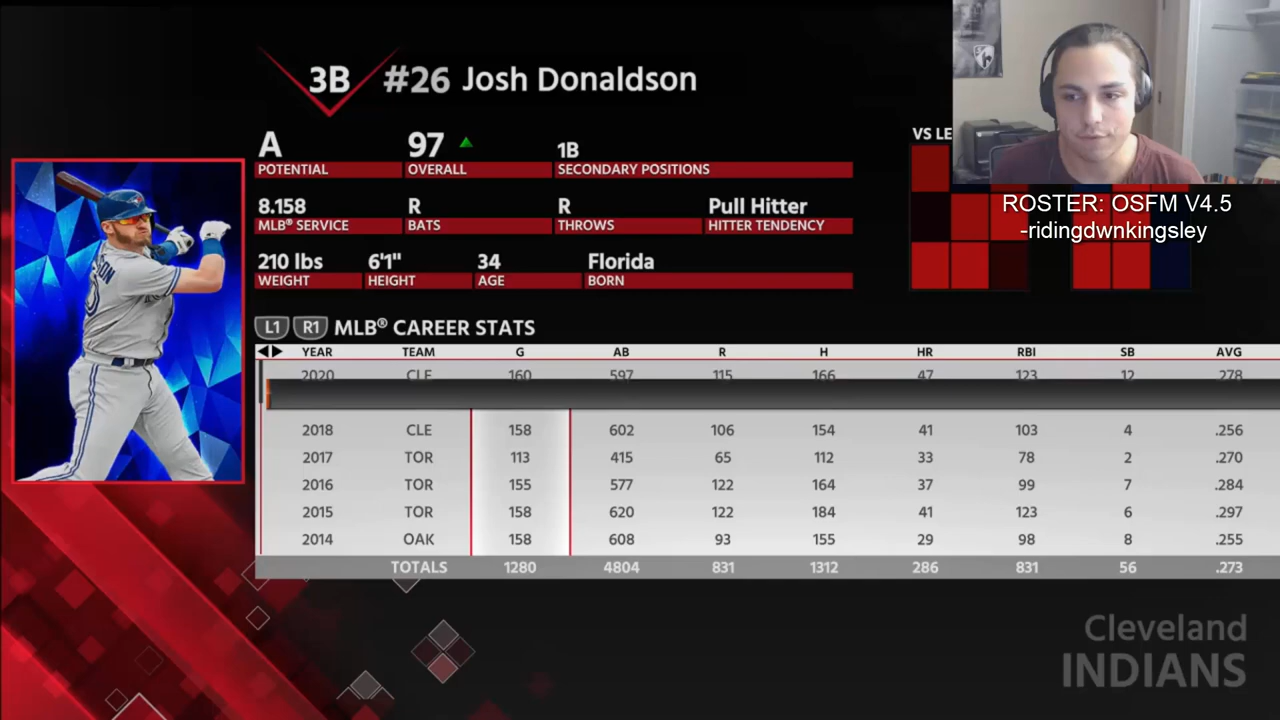 3B #26 Josh Donaldson
A 97 1B
POTENTIAL OVERALL SECONDARY POSITIONS
VS LE
8.158 R R Pull Hitter
MLB® SERVICE BATS THROWS HITTER TENDENCY
ROSTER: OSFM V4.5
-ridingdwnkingsley
210 lbs 6'1" 34 Florida
WEIGHT HEIGHT AGE BORN
L1 R1 MLB® CAREER STATS
YEAR TEAM G AB R H HR RBI SB AVG
2020 CLE 160 597 115 166 47 123 12 .278
2018 CLE 158 602 106 154 41 103 4 .256
2017 TOR 113 415 65 112 33 78 2 .270
2016 TOR 155 577 122 164 37 99 7 .284
2015 TOR 158 620 122 184 41 123 6 .297
2014 OAK 158 608 93 155 29 98 8 .255
TOTALS 1280 4804 831 1312 286 831 56 .273
Cleveland
INDIANS